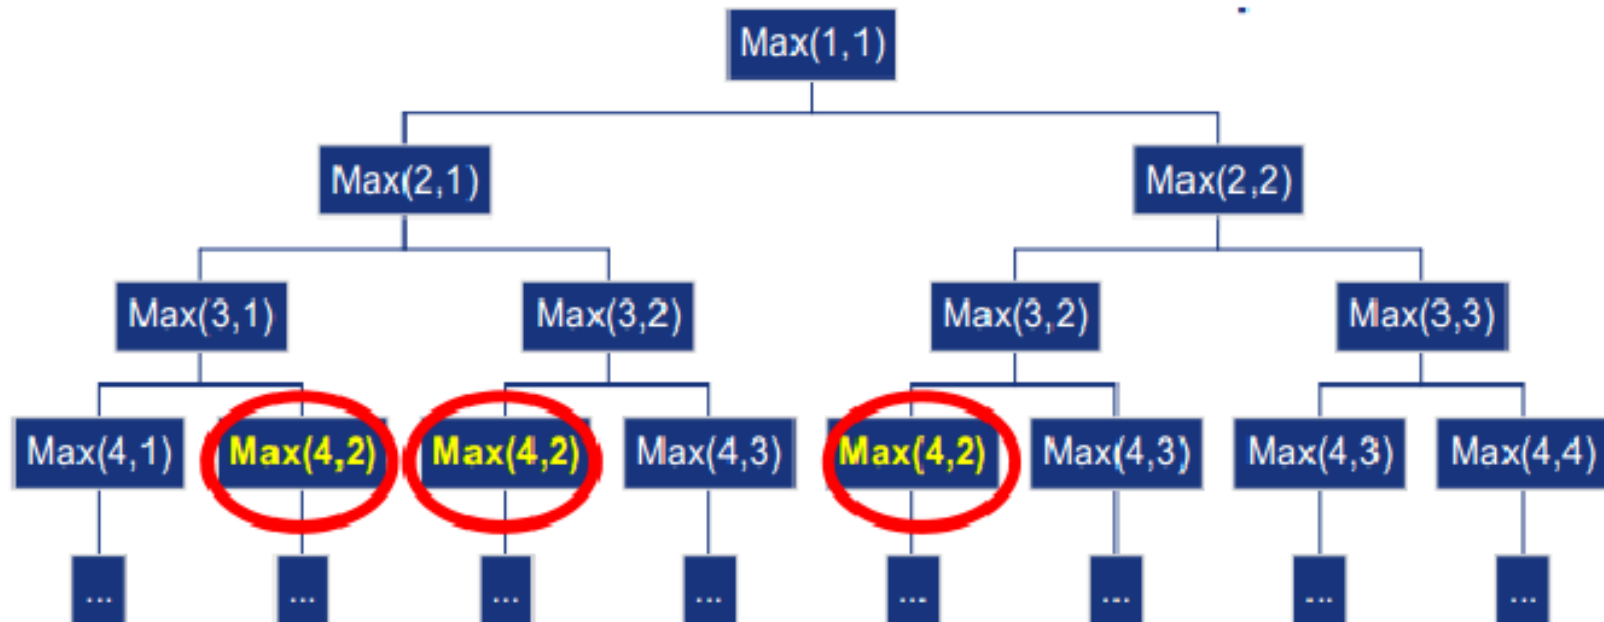 Max(1,1)
Max(2,1) Max(2,2)
Max(3,1) Max(3,2) Max(3,2) Max(3,3)
Max(4,1) Max(4,2) Max(4,2) Max(4,3) Max(4,2) Max(4,3) Max(4,3) Max(4,4)
... ... ... ... ... ... ... ...